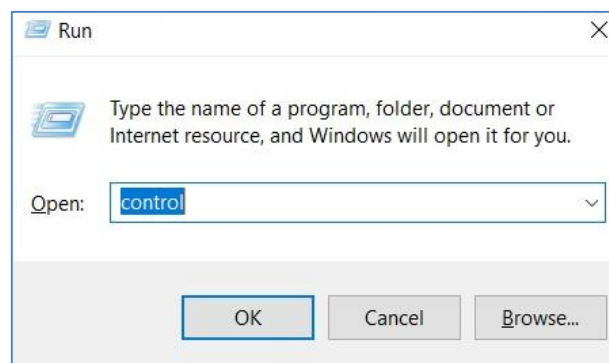 Run
Type the name of a program, folder, document or
Internet resource, and Windows will open it for you.
Open: control
OK Cancel Browse...